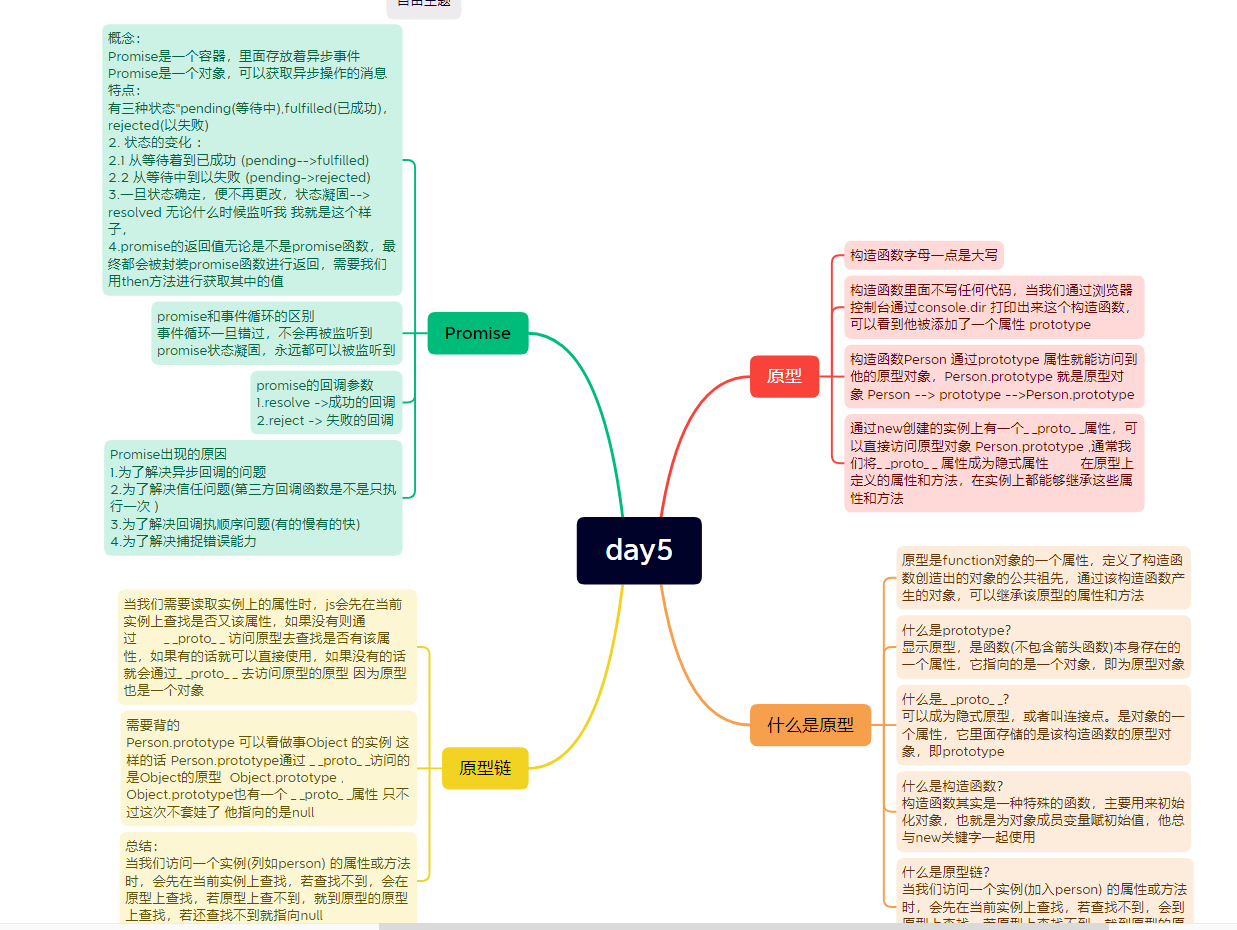 自由主题
概念：
Promise是一个容器，里面存放着异步事件
Promise是一个对象，可以获取异步操作的消息
特点：
有三种状态"pending(等待中),fulfilled(已成功),
rejected(以失败)
2. 状态的变化 ：
2.1 从等待着到已成功 (pending-->fulfilled)
2.2 从等待中到以失败 (pending->rejected)
3.一旦状态确定，便不再更改，状态凝固-->
resolved 无论什么时候监听我 我就是这个样
子，
4.promise的返回值无论是不是promise函数，最
终都会被封装promise函数进行返回，需要我们
用then方法进行获取其中的值
promise和事件循环的区别
事件循环一旦错过，不会再被监听到
promise状态凝固，永远都可以被监听到
promise的回调参数
1.resolve ->成功的回调
2.reject -> 失败的回调
Promise出现的原因
1.为了解决异步回调的问题
2.为了解决信任问题(第三方回调函数是不是只执
行一次 )
3.为了解决回调执顺序问题(有的慢有的快)
4.为了解决捕捉错误能力
Promise
构造函数字母一点是大写
构造函数里面不写任何代码，当我们通过浏览器
控制台通过console.dir 打印出来这个构造函数，
可以看到他被添加了一个属性 prototype
构造函数Person 通过prototype 属性就能访问到
他的原型对象，Person.prototype 就是原型对
象 Person --> prototype -->Person.prototype
通过new创建的实例上有一个_ _proto_ _属性，可
以直接访问原型对象 Person.prototype ,通常我
们将_ _proto_ _ 属性成为隐式属性 在原型上
定义的属性和方法，在实例上都能够继承这些属
性和方法
原型
day5
当我们需要读取实例上的属性时，js会先在当前
实例上查找是否又该属性，如果没有则通
过 _ _proto_ _ 访问原型去查找是否有该属
性，如果有的话就可以直接使用，如果没有的话
就会通过_ _proto_ _ 去访问原型的原型 因为原型
也是一个对象
需要背的
Person.prototype 可以看做事Object 的实例 这
样的话 Person.prototype通过 _ _proto_ _访问的
是Object的原型 Object.prototype ,
Object.prototype也有一个 _ _proto_ _属性 只不
过这次不套娃了 他指向的是null
总结：
当我们访问一个实例(列如person) 的属性或方法
时，会先在当前实例上查找，若查找不到，会在
原型上查找，若原型上查不到，就到原型的原型
上查找，若还查找不到就指向null
原型链
原型是function对象的一个属性，定义了构造函
数创造出的对象的公共祖先，通过该构造函数产
生的对象，可以继承该原型的属性和方法
什么是prototype？
显示原型，是函数(不包含箭头函数)本身存在的
一个属性，它指向的是一个对象，即为原型对象
什么是_ _proto_ _?
可以成为隐式原型，或者叫连接点。是对象的一
个属性，它里面存储的是该构造函数的原型对
象，即prototype
什么是构造函数？
构造函数其实是一种特殊的函数，主要用来初始
化对象，也就是为对象成员变量赋初始值，他总
与new关键字一起使用
什么是原型链？
当我们访问一个实例(加入person) 的属性或方法
时，会先在当前实例上查找，若查找不到，会到
原型上查找，若原型上查找不到，就到原型的原
什么是原型